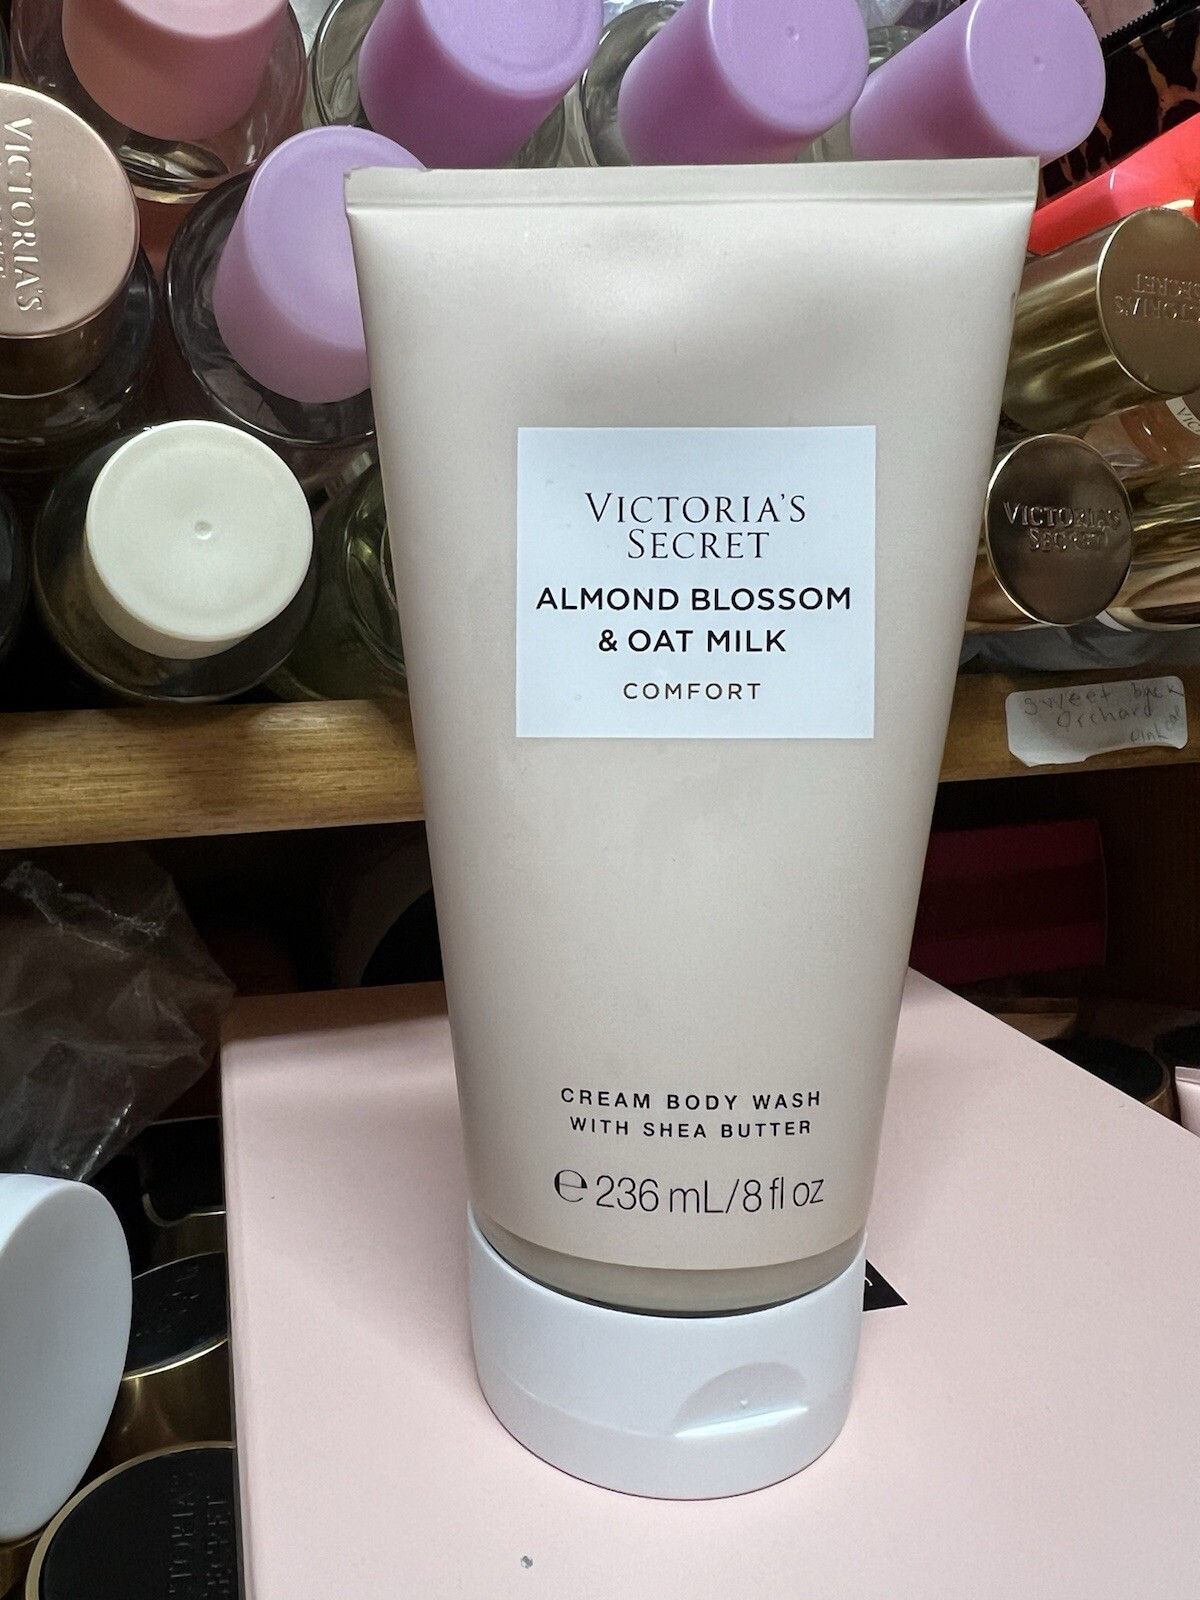 VICTORIA'S
VICTORIA'S
SECRET
VICTORIA'S
SECRET
ALMOND BLOSSOM
& OAT MILK
COMFORT
VICTORIA'S
SECRET
sweet
Orchard
CREAM BODY WASH
WITH SHEA BUTTER
℮ 236 mL/8 fl oz